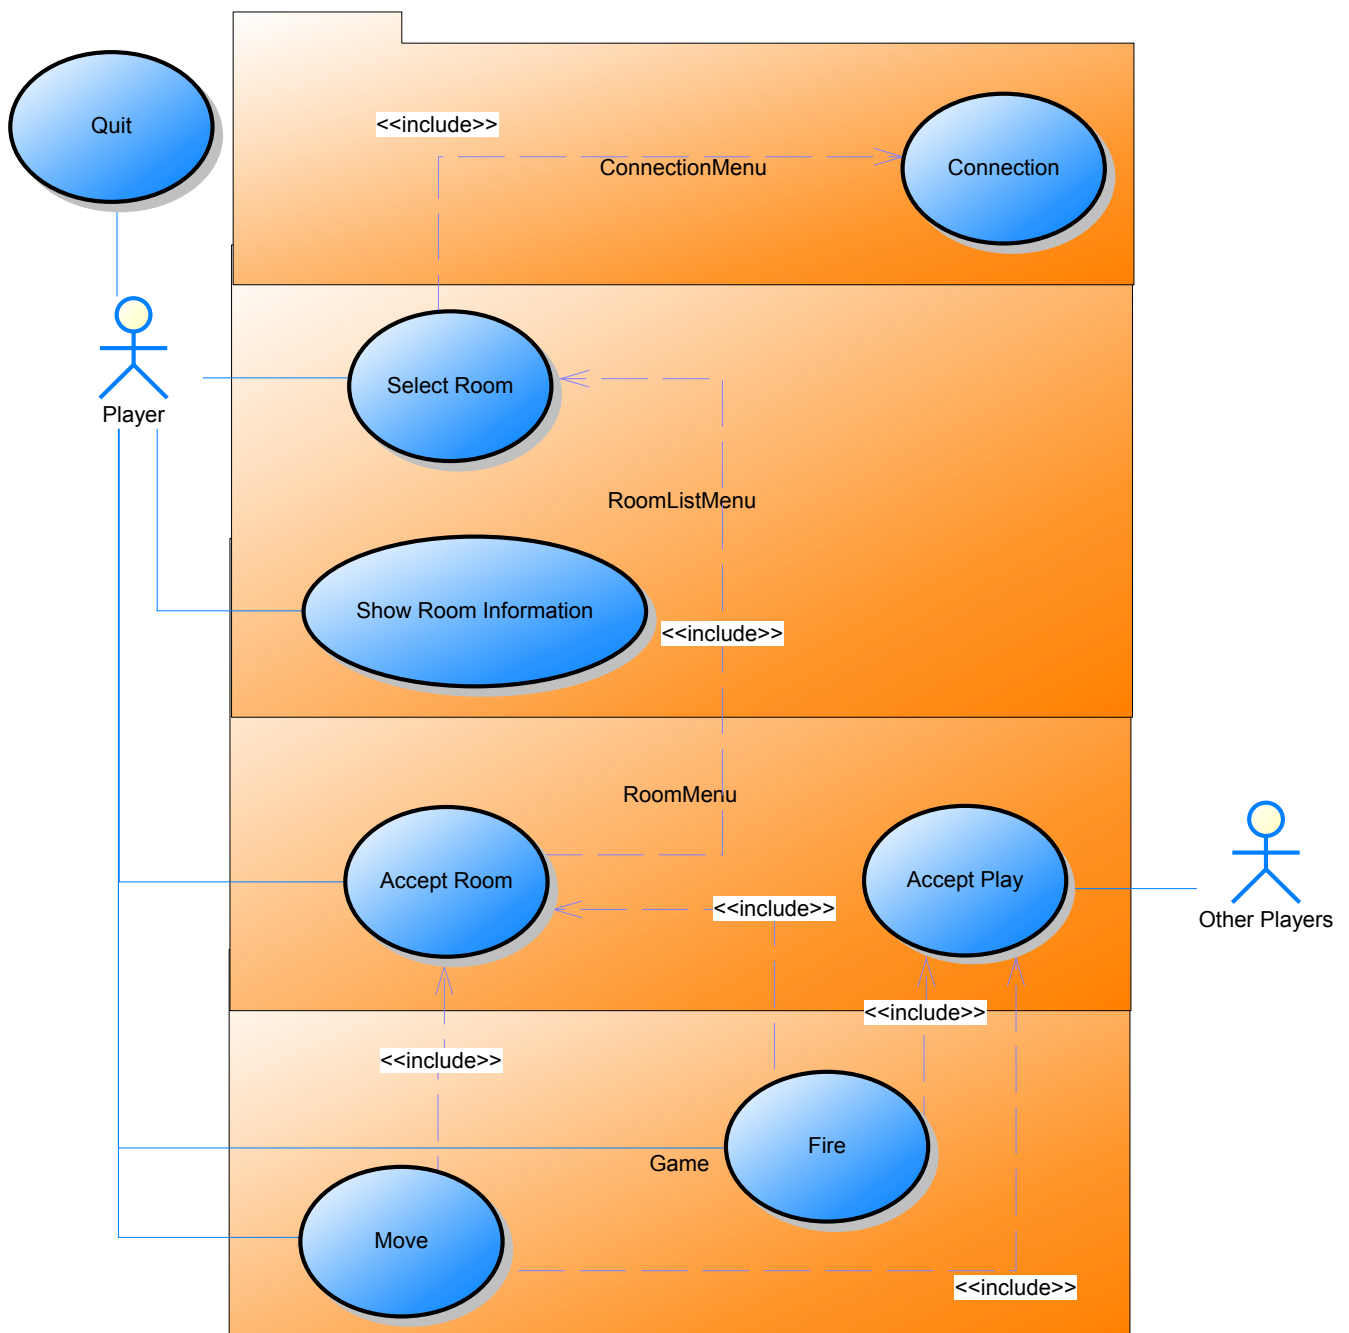 Quit
<<include>>
ConnectionMenu
Connection
Select Room
Player
RoomListMenu
Show Room Information
<<include>>
RoomMenu
Accept Room
Accept Play
<<include>>
Other Players
<<include>>
<<include>>
Fire
Game
Move
<<include>>